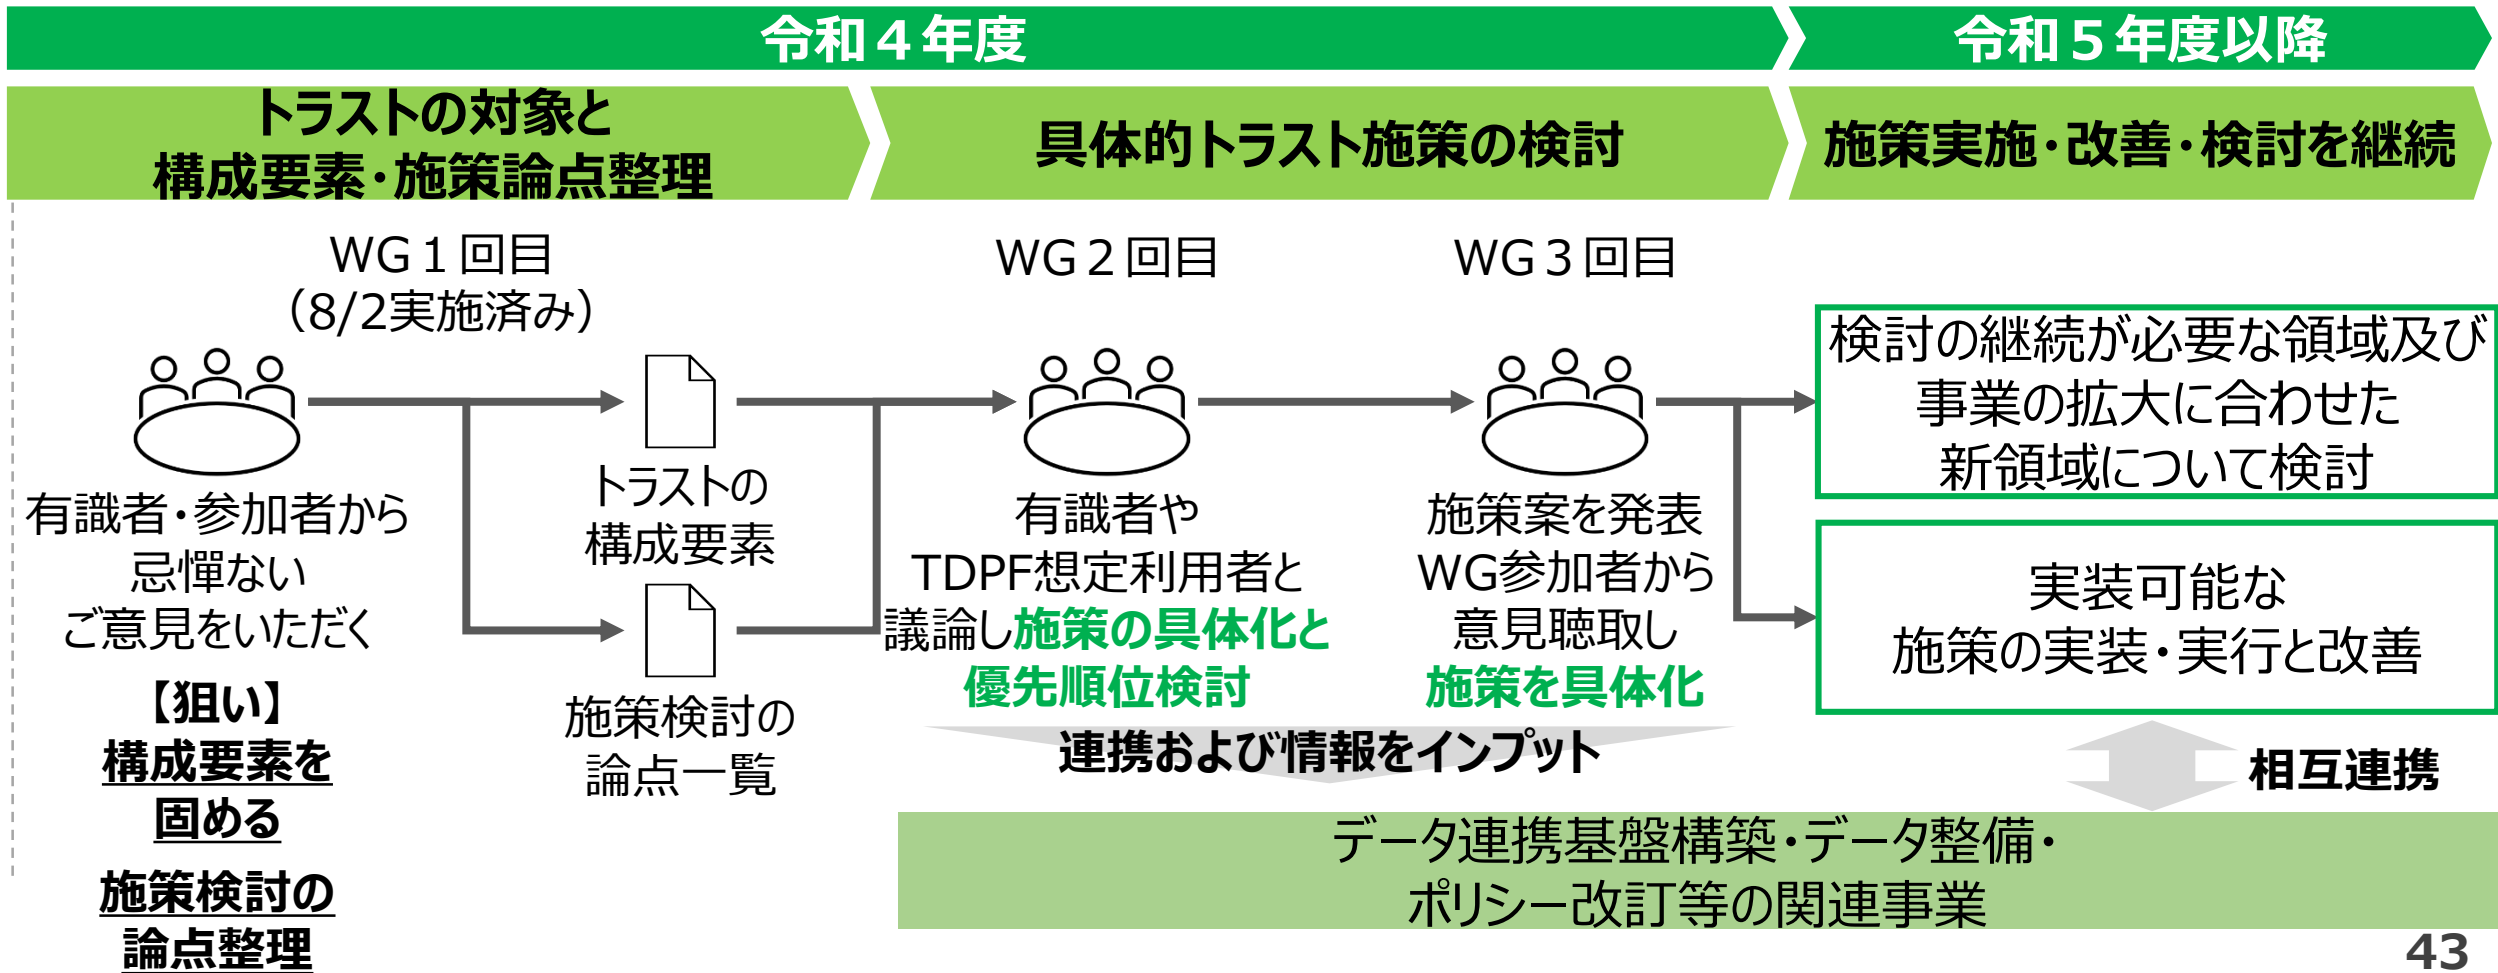 令和４年度
令和５年度以降
トラストの対象と
構成要素・施策論点整理
具体的トラスト施策の検討
施策実施・改善・検討を継続
WG１回目
（8/2実施済み）
有識者・参加者から
忌憚ない
ご意見をいただく
【狙い】
構成要素を
固める
施策検討の
論点整理
トラストの
構成要素
施策検討の
論点一覧
WG２回目
有識者や
TDPF想定利用者と
議論し施策の具体化と
優先順位検討
WG３回目
施策案を発表
WG参加者から
意見聴取し
施策を具体化
検討の継続が必要な領域及び
事業の拡大に合わせた
新領域について検討
実装可能な
施策の実装・実行と改善
連携および情報をインプット
相互連携
データ連携基盤構築・データ整備・
ポリシー改訂等の関連事業
43